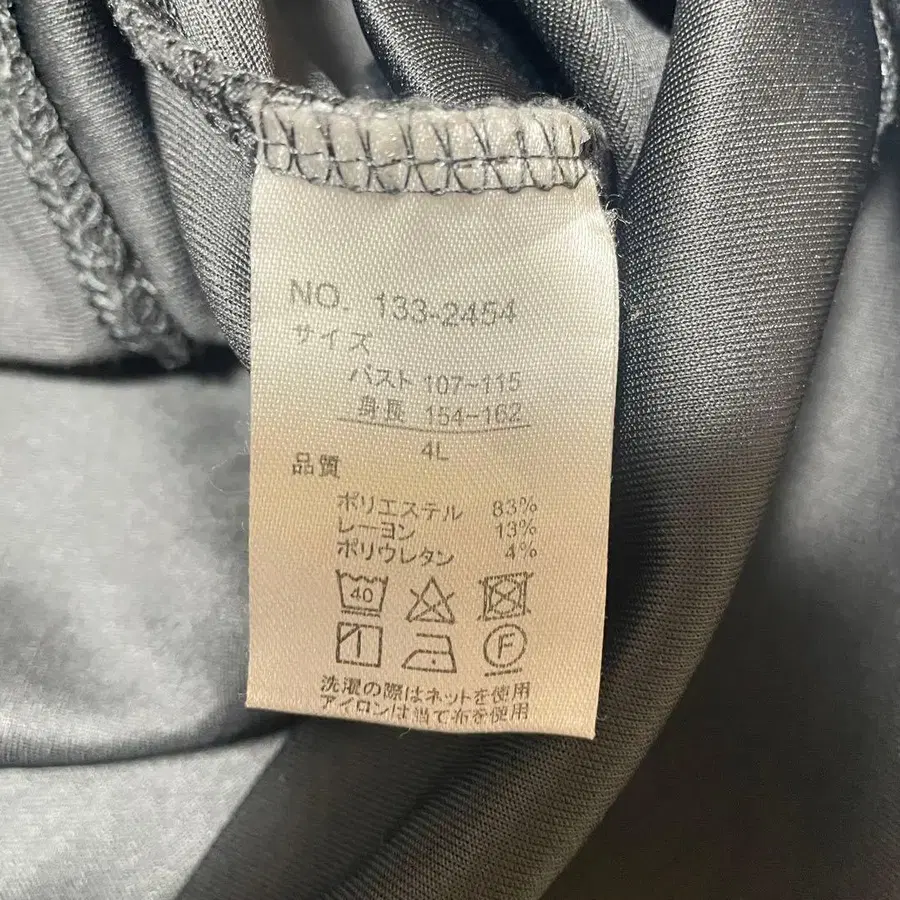 NO. 133-2454
サイズ
バスト 107~115
身長 154~162
4L
品質
ポリエステル 83%
レーヨン 13%
ポリウレタン 4%
40
F
洗濯の際はネットを使用
アイロンは当て布を使用